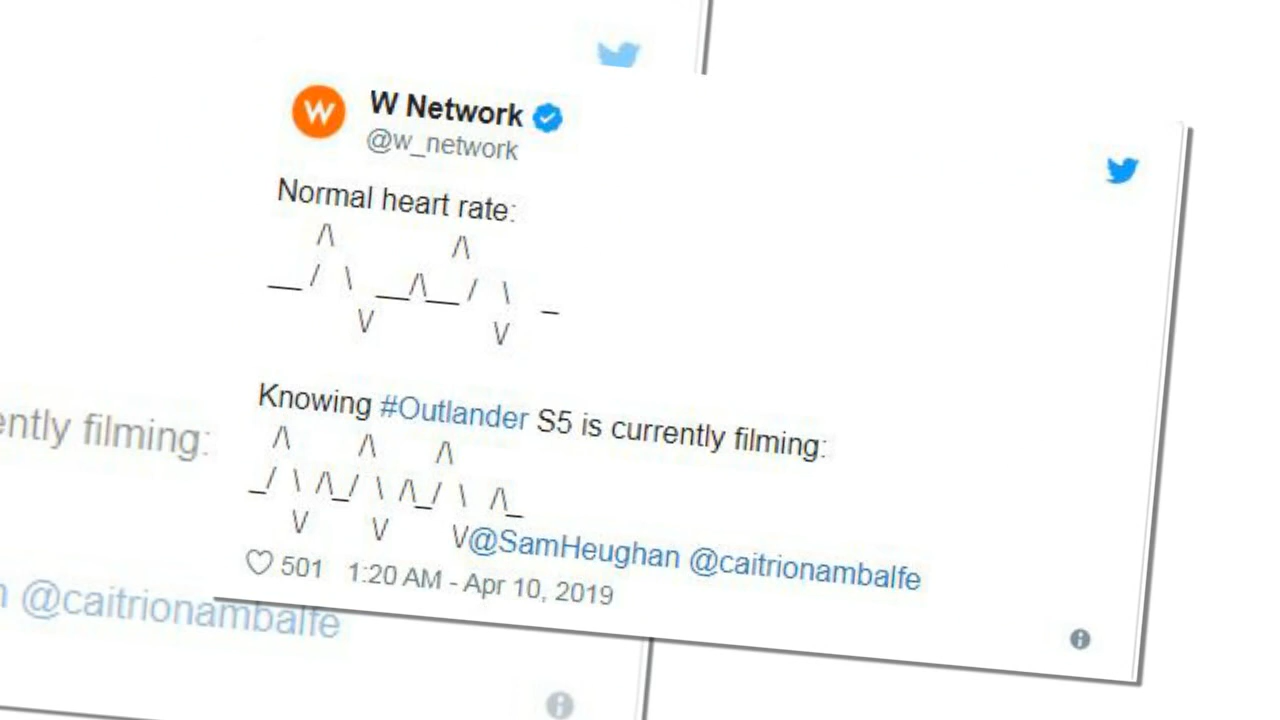 W Network
@w_network
Normal heart rate:
/\ /\
__/ \ __/\__/ \ _
\/ \/
Knowing #Outlander S5 is currently filming:
/\ /\ /\
_/ \ /\_/ \ /\_/ \ /\_
\/ \/ \/@SamHeughan @caitrionambalfe
501 1:20 AM - Apr 10, 2019
ently filming:
@caitrionambalfe